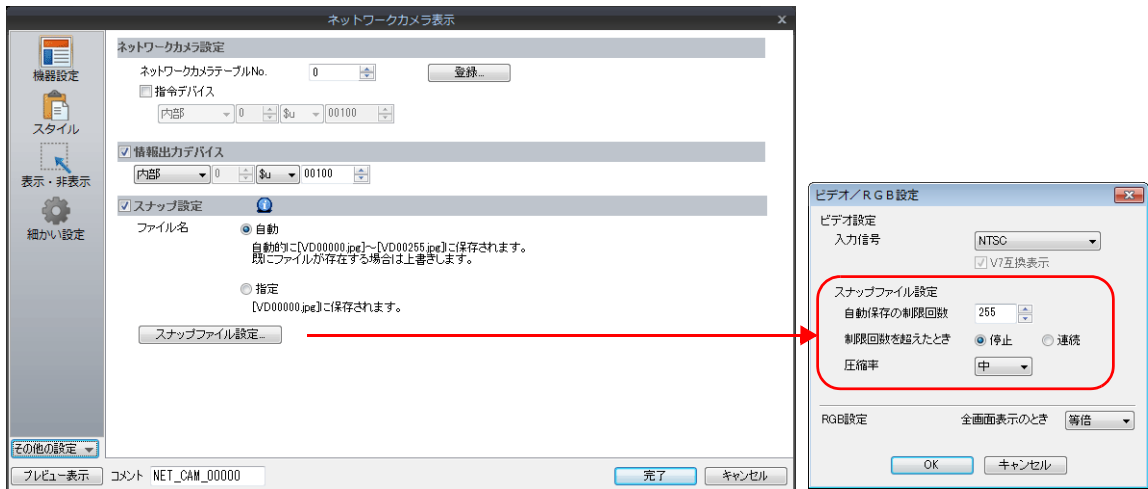 ネットワークカメラ表示
x
機器設定
スタイル
表示・非表示
細かい設定
その他の設定
ネットワークカメラ設定
ネットワークカメラテーブルNo. 0 登録...
指令デバイス
内部 0 $u 00100
情報出力デバイス
内部 0 $u 00100
スナップ設定
ファイル名 自動
自動的に[VD00000.jpg]～[VD00255.jpg]に保存されます。
既にファイルが存在する場合は上書きします。
指定
[VD00000.jpg]に保存されます。
スナップファイル設定...
プレビュー表示 コメント NET_CAM_00000 完了 キャンセル
ビデオ／ＲＧＢ設定
ビデオ設定
入力信号 NTSC
V7互換表示
スナップファイル設定
自動保存の制限回数 255
制限回数を超えたとき 停止 連続
圧縮率 中
RGB設定 全画面表示のとき 等倍
OK キャンセル